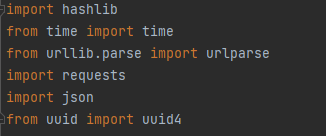 import hashlib
from time import time
from urllib.parse import urlparse
import requests
import json
from uuid import uuid4